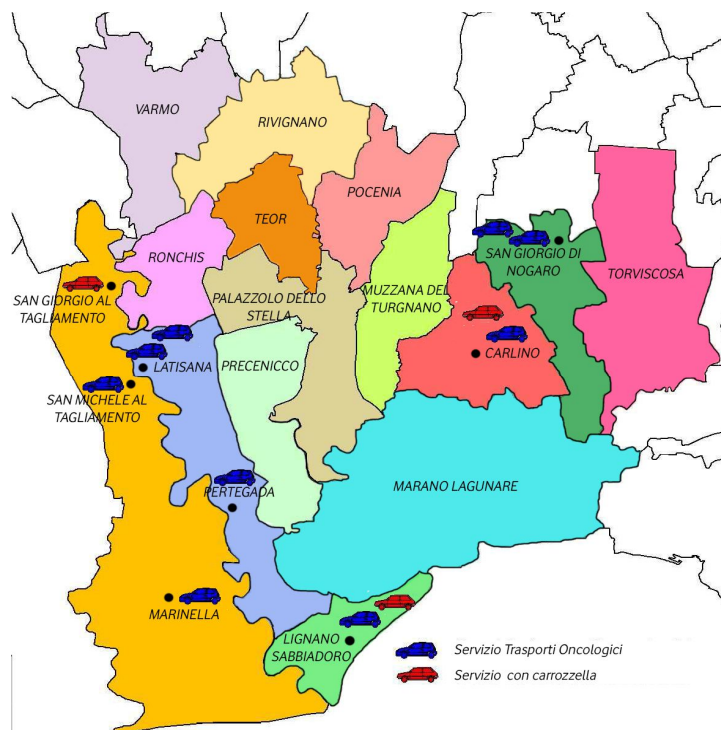 VARMO
RIVIGNANO
POCENIA
TEOR
RONCHIS
SAN GIORGIO DI
NOGARO
TORVISCOSA
SAN GIORGIO AL
TAGLIAMENTO
PALAZZOLO DELLO
STELLA
MUZZANA DEL
TURGNANO
LATISANA
PRECENICCO
CARLINO
SAN MICHELE AL
TAGLIAMENTO
MARANO LAGUNARE
PERTEGADA
MARINELLA
LIGNANO
SABBIADORO
Servizio Trasporti Oncologici
Servizio con carrozzella